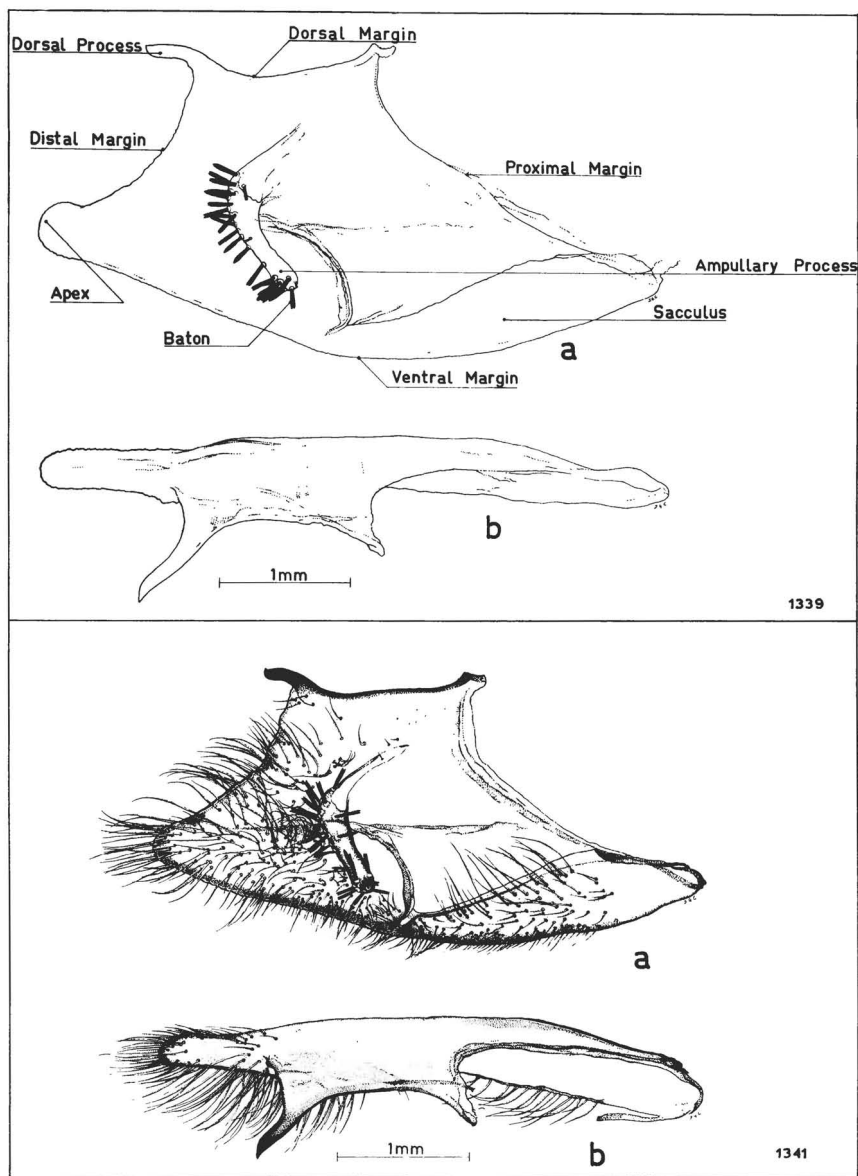 Dorsal Margin
Dorsal Process
Distal Margin
Proximal Margin
Ampullary Process
Apex
Sacculus
Baton
a
Ventral Margin
b
1mm
1339
a
b
1mm
1341